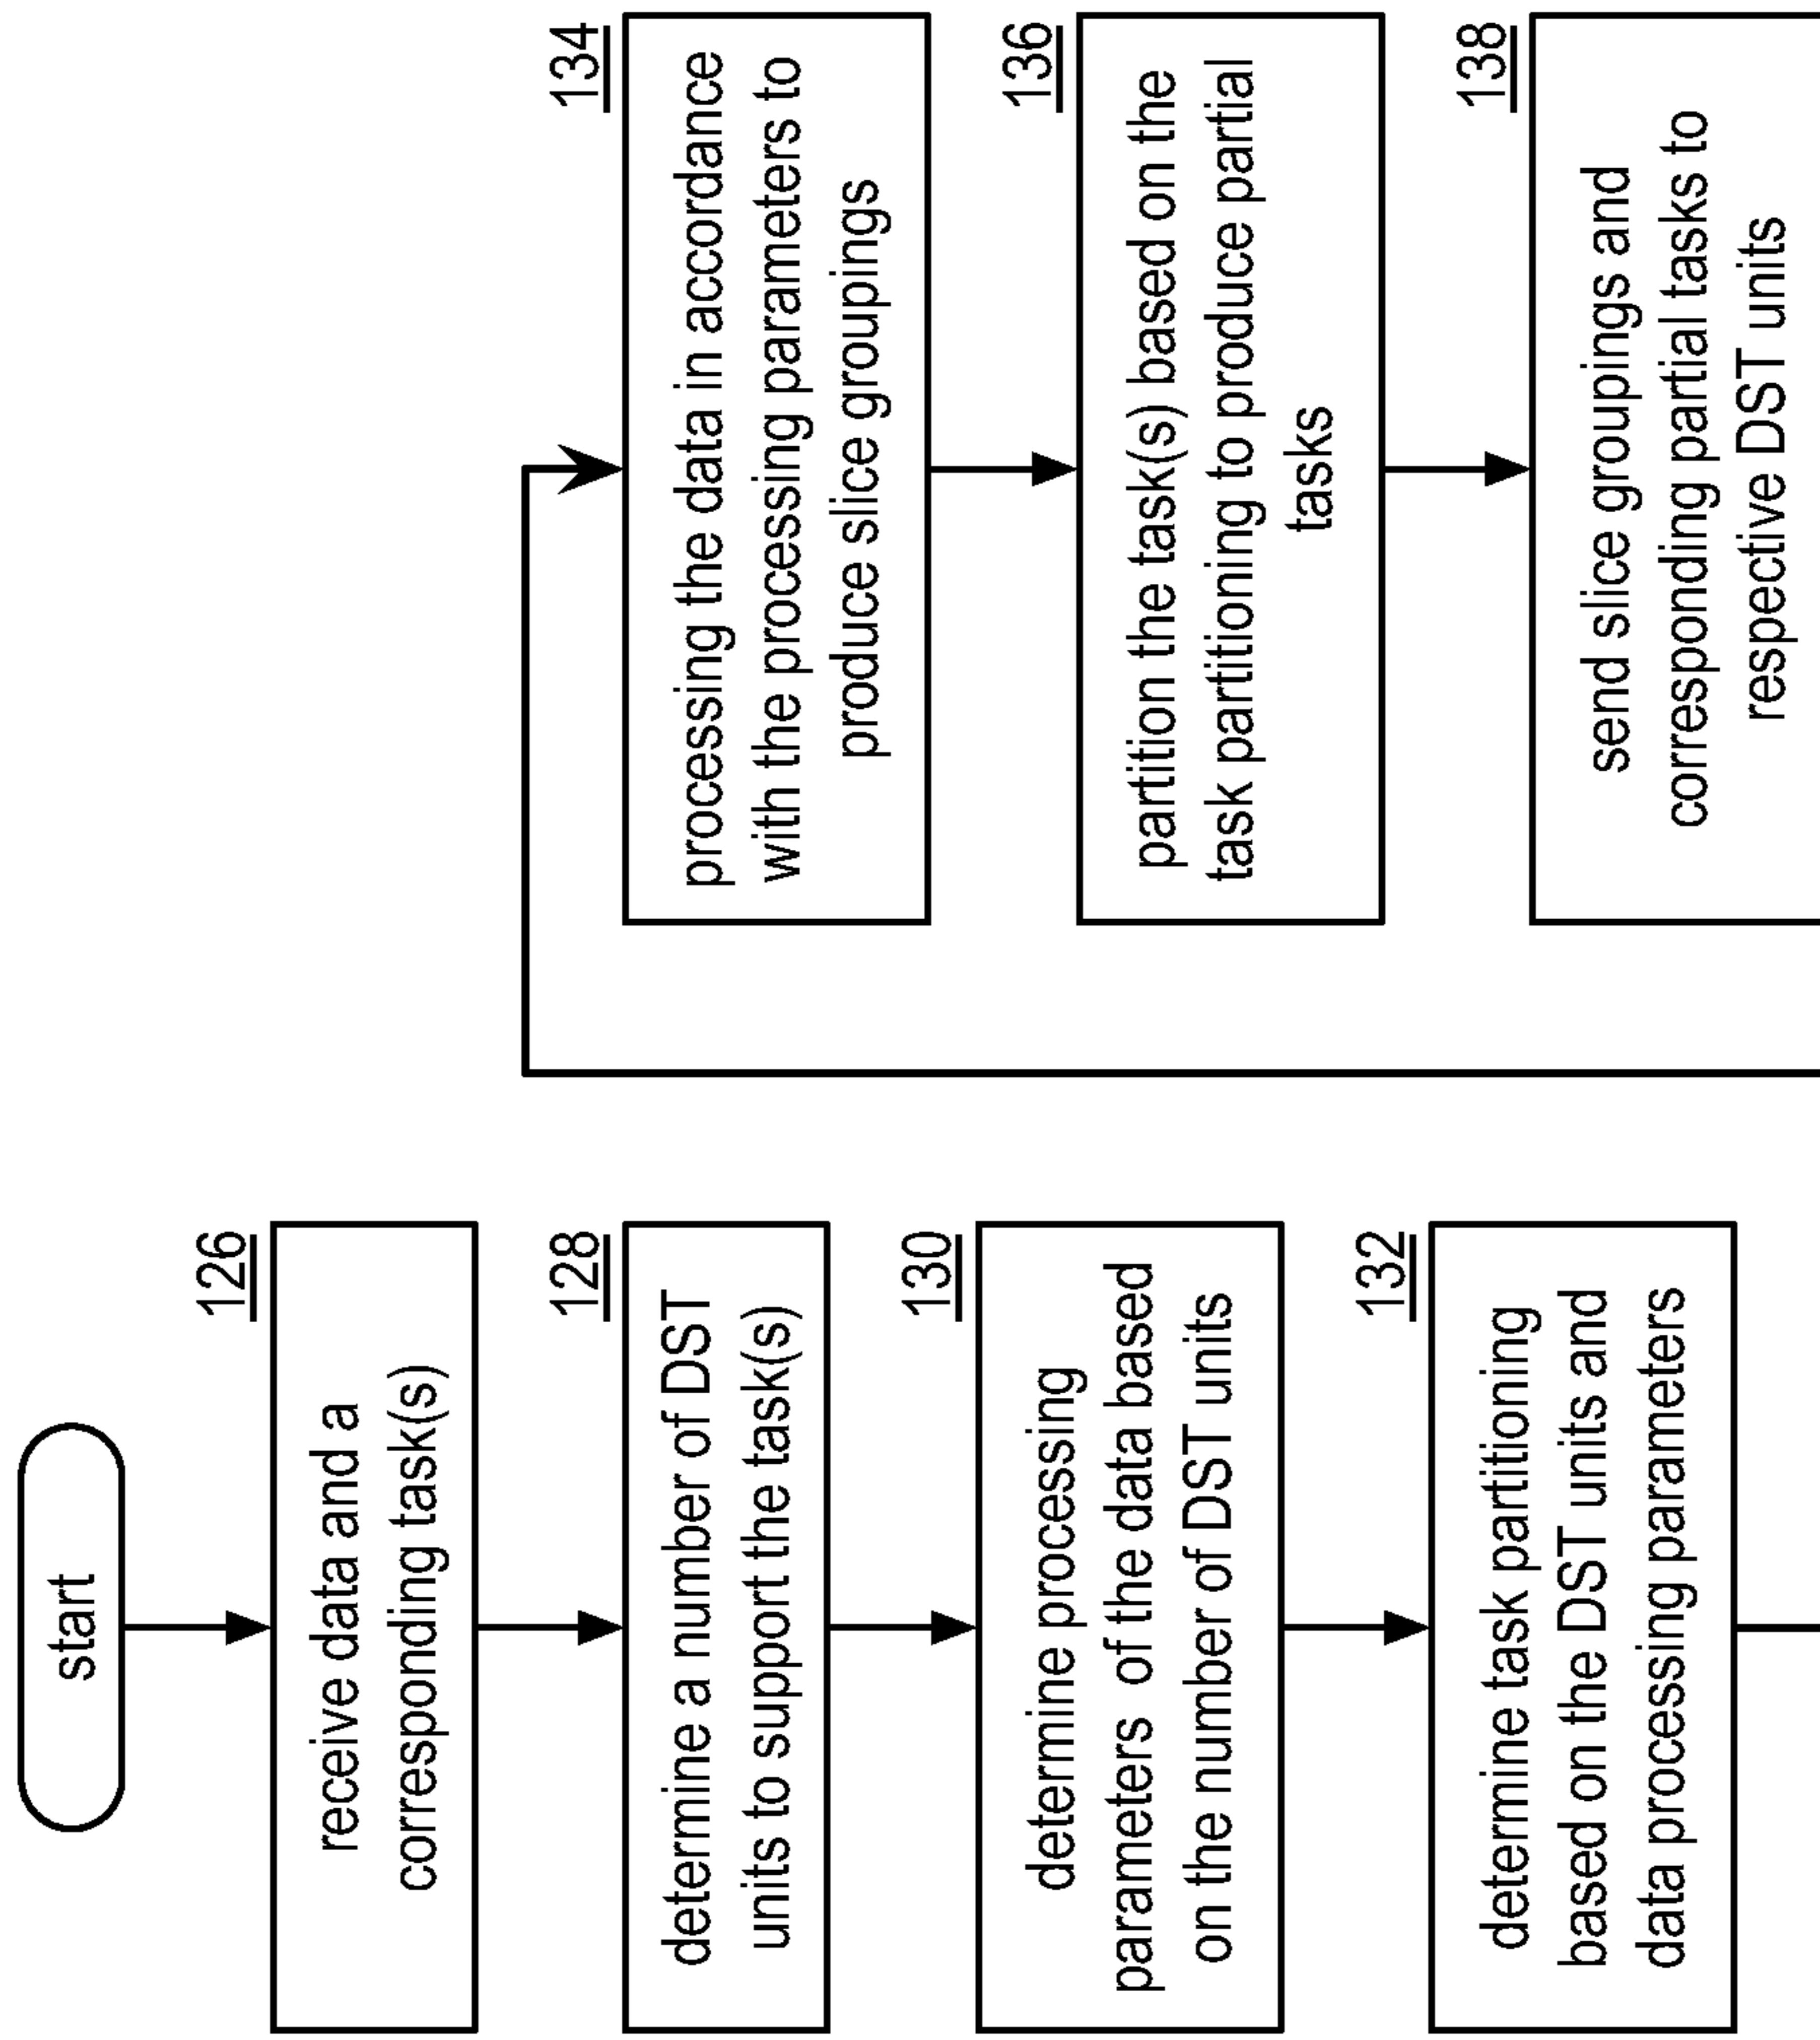 start
126
receive data and a
corresponding task(s)
128
determine a number of DST
units to support the task(s)
130
determine processing
parameters of the data based
on the number of DST units
132
determine task partitioning
based on the DST units and
data processing parameters
134
processing the data in accordance
with the processing parameters to
produce slice groupings
136
partition the task(s) based on the
task partitioning to produce partial
tasks
138
send slice groupings and
corresponding partial tasks to
respective DST units